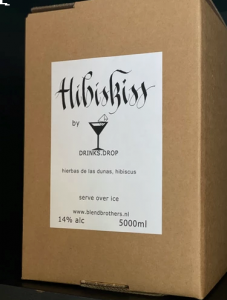 Hibiskiss
by
DRINKS.DROP
hierbas de las dunas, hibiscus
serve over ice
www.blendbrothers.nl
14% alc 5000ml